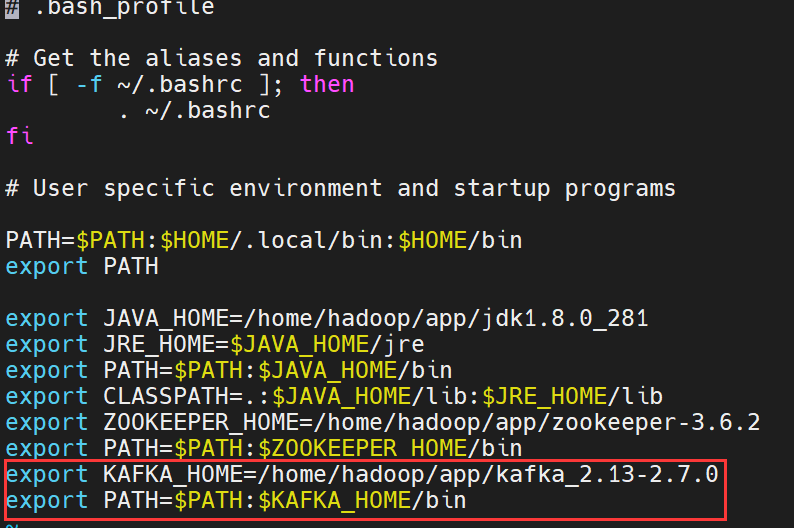 # .bash_profile
# Get the aliases and functions
if [ -f ~/.bashrc ]; then
. ~/.bashrc
fi
# User specific environment and startup programs
PATH=$PATH:$HOME/.local/bin:$HOME/bin
export PATH
export JAVA_HOME=/home/hadoop/app/jdk1.8.0_281
export JRE_HOME=$JAVA_HOME/jre
export PATH=$PATH:$JAVA_HOME/bin
export CLASSPATH=.:$JAVA_HOME/lib:$JRE_HOME/lib
export ZOOKEEPER_HOME=/home/hadoop/app/zookeeper-3.6.2
export PATH=$PATH:$ZOOKEEPER_HOME/bin
export KAFKA_HOME=/home/hadoop/app/kafka_2.13-2.7.0
export PATH=$PATH:$KAFKA_HOME/bin